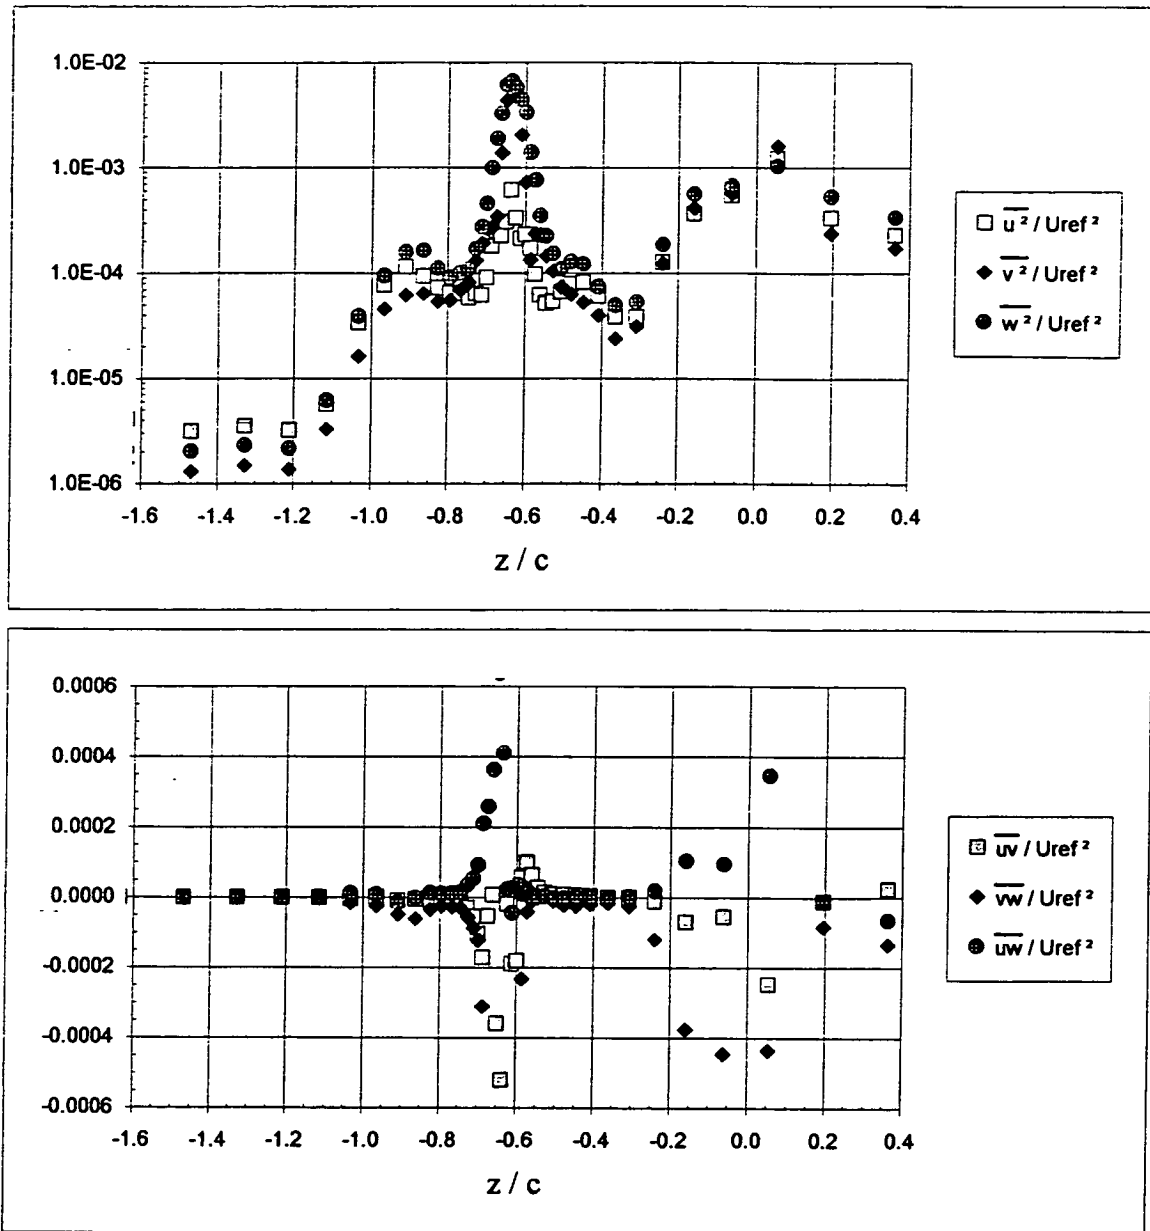 1.0E-02
1.0E-03
1.0E-04
1.0E-05
1.0E-06
-1.6 -1.4 -1.2 -1.0 -0.8 -0.6 -0.4 -0.2 0.0 0.2 0.4
z / c
u² / Uref²
v² / Uref²
w² / Uref²
0.0006
0.0004
0.0002
0.0000
-0.0002
-0.0004
-0.0006
-1.6 -1.4 -1.2 -1.0 -0.8 -0.6 -0.4 -0.2 0.0 0.2 0.4
z / c
uv / Uref²
vw / Uref²
uw / Uref²